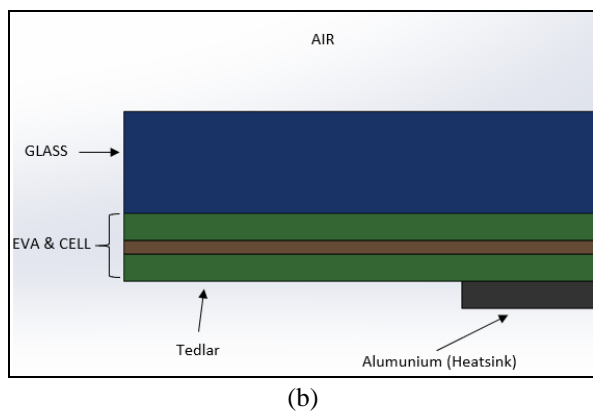 AIR
GLASS
EVA & CELL
Tedlar
Alumunium (Heatsink)
(b)